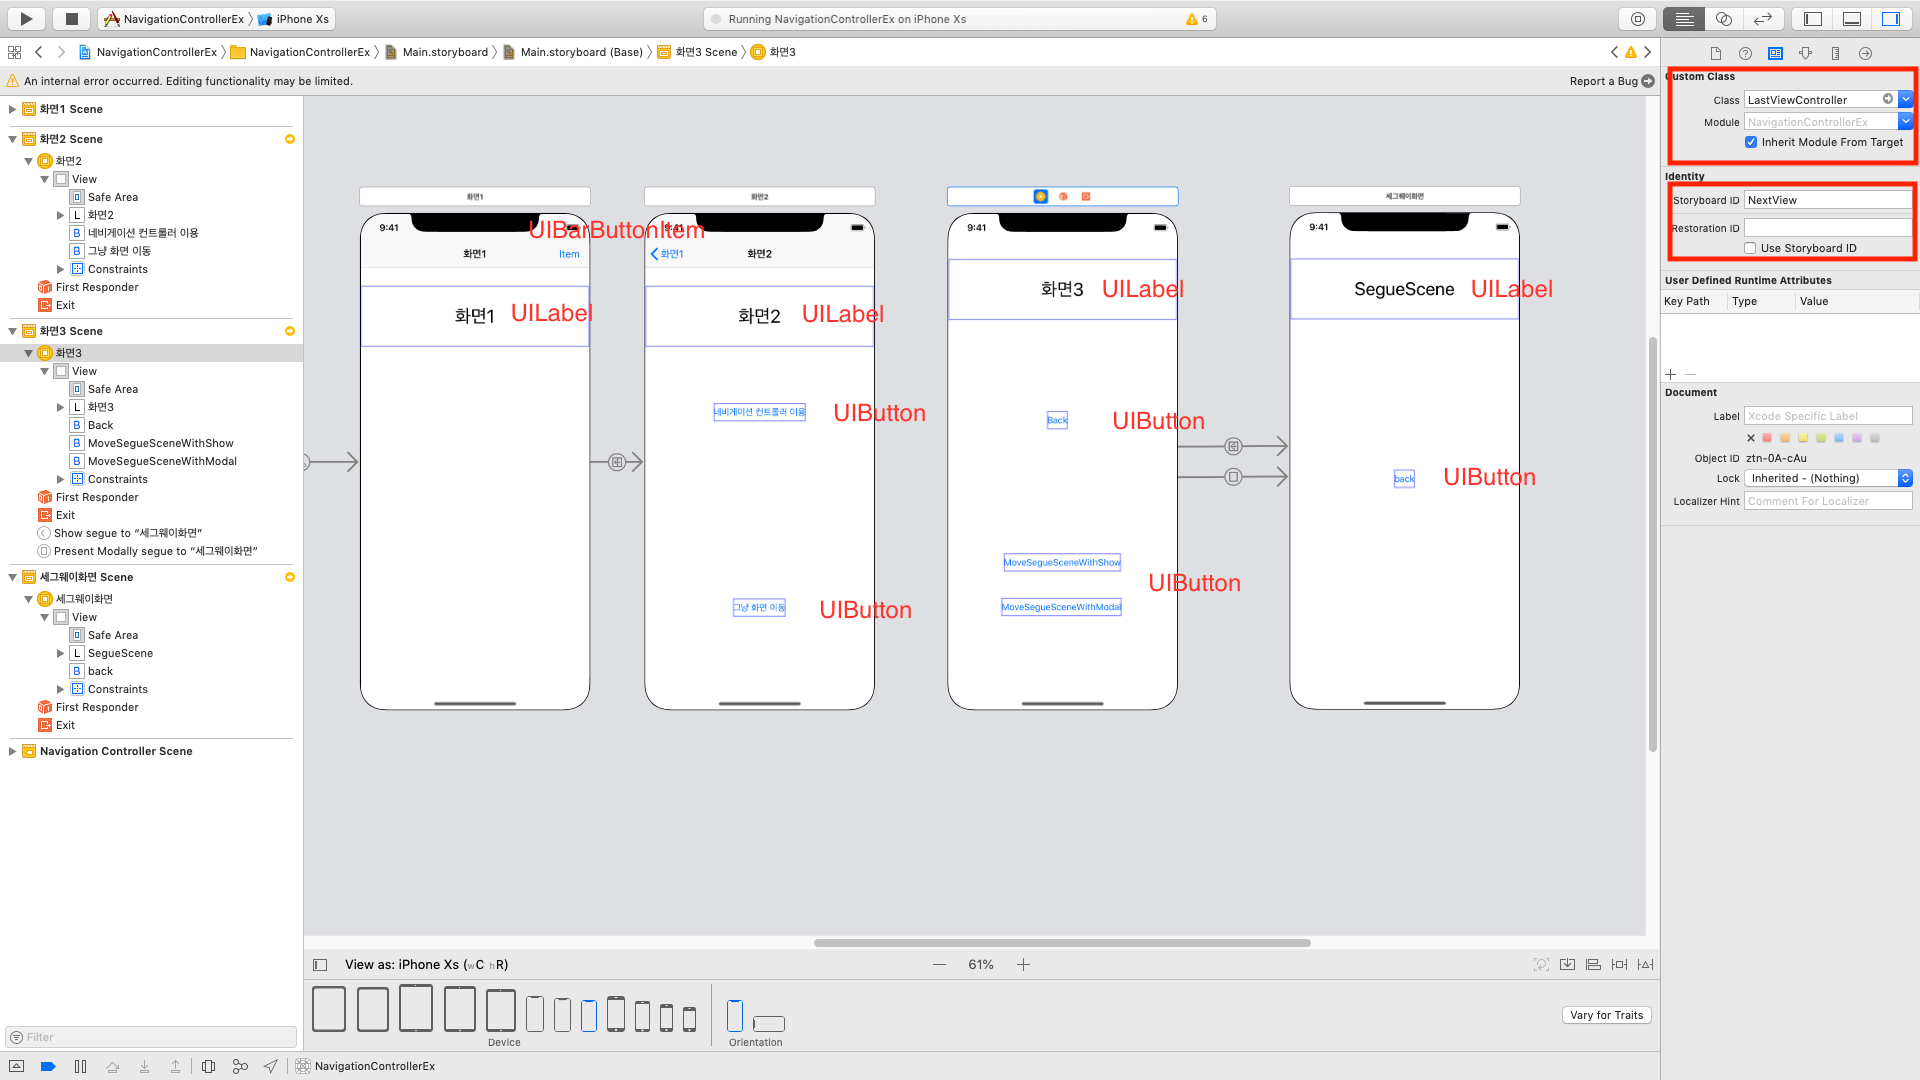 NavigationControllerEx 〉 iPhone Xs
Running NavigationControllerEx on iPhone Xs
6
NavigationControllerEx 〉 NavigationControllerEx 〉 Main.storyboard 〉 Main.storyboard (Base) 〉 화면3 Scene 〉 화면3
An internal error occurred. Editing functionality may be limited.
Report a Bug
화면1 Scene
화면2 Scene
화면2
View
Safe Area
L 화면2
B 네비게이션 컨트롤러 이용
B 그냥 화면 이동
Constraints
First Responder
Exit
화면3 Scene
화면3
View
Safe Area
L 화면3
B Back
B MoveSegueSceneWithShow
B MoveSegueSceneWithModal
Constraints
First Responder
Exit
Show segue to “세그웨이화면”
Present Modally segue to “세그웨이화면”
세그웨이화면 Scene
세그웨이화면
View
Safe Area
L SegueScene
B back
Constraints
First Responder
Exit
Navigation Controller Scene
Filter
화면1
9:41
UIBarButtonItem
화면1
Item
화면1
UILabel
화면2
9:41
화면1
화면2
화면2
UILabel
네비게이션 컨트롤러 이용
UIButton
그냥 화면 이동
UIButton
9:41
화면3
UILabel
Back
UIButton
MoveSegueSceneWithShow
UIButton
MoveSegueSceneWithModal
세그웨이화면
9:41
SegueScene
UILabel
back
UIButton
View as: iPhone Xs (wC hR)
61%
Device
Orientation
Vary for Traits
NavigationControllerEx
Custom Class
Class LastViewController
Module NavigationControllerEx
Inherit Module From Target
Identity
Storyboard ID NextView
Restoration ID
Use Storyboard ID
User Defined Runtime Attributes
Key Path Type Value
Document
Label Xcode Specific Label
Object ID ztn-0A-cAu
Lock Inherited - (Nothing)
Localizer Hint Comment For Localizer